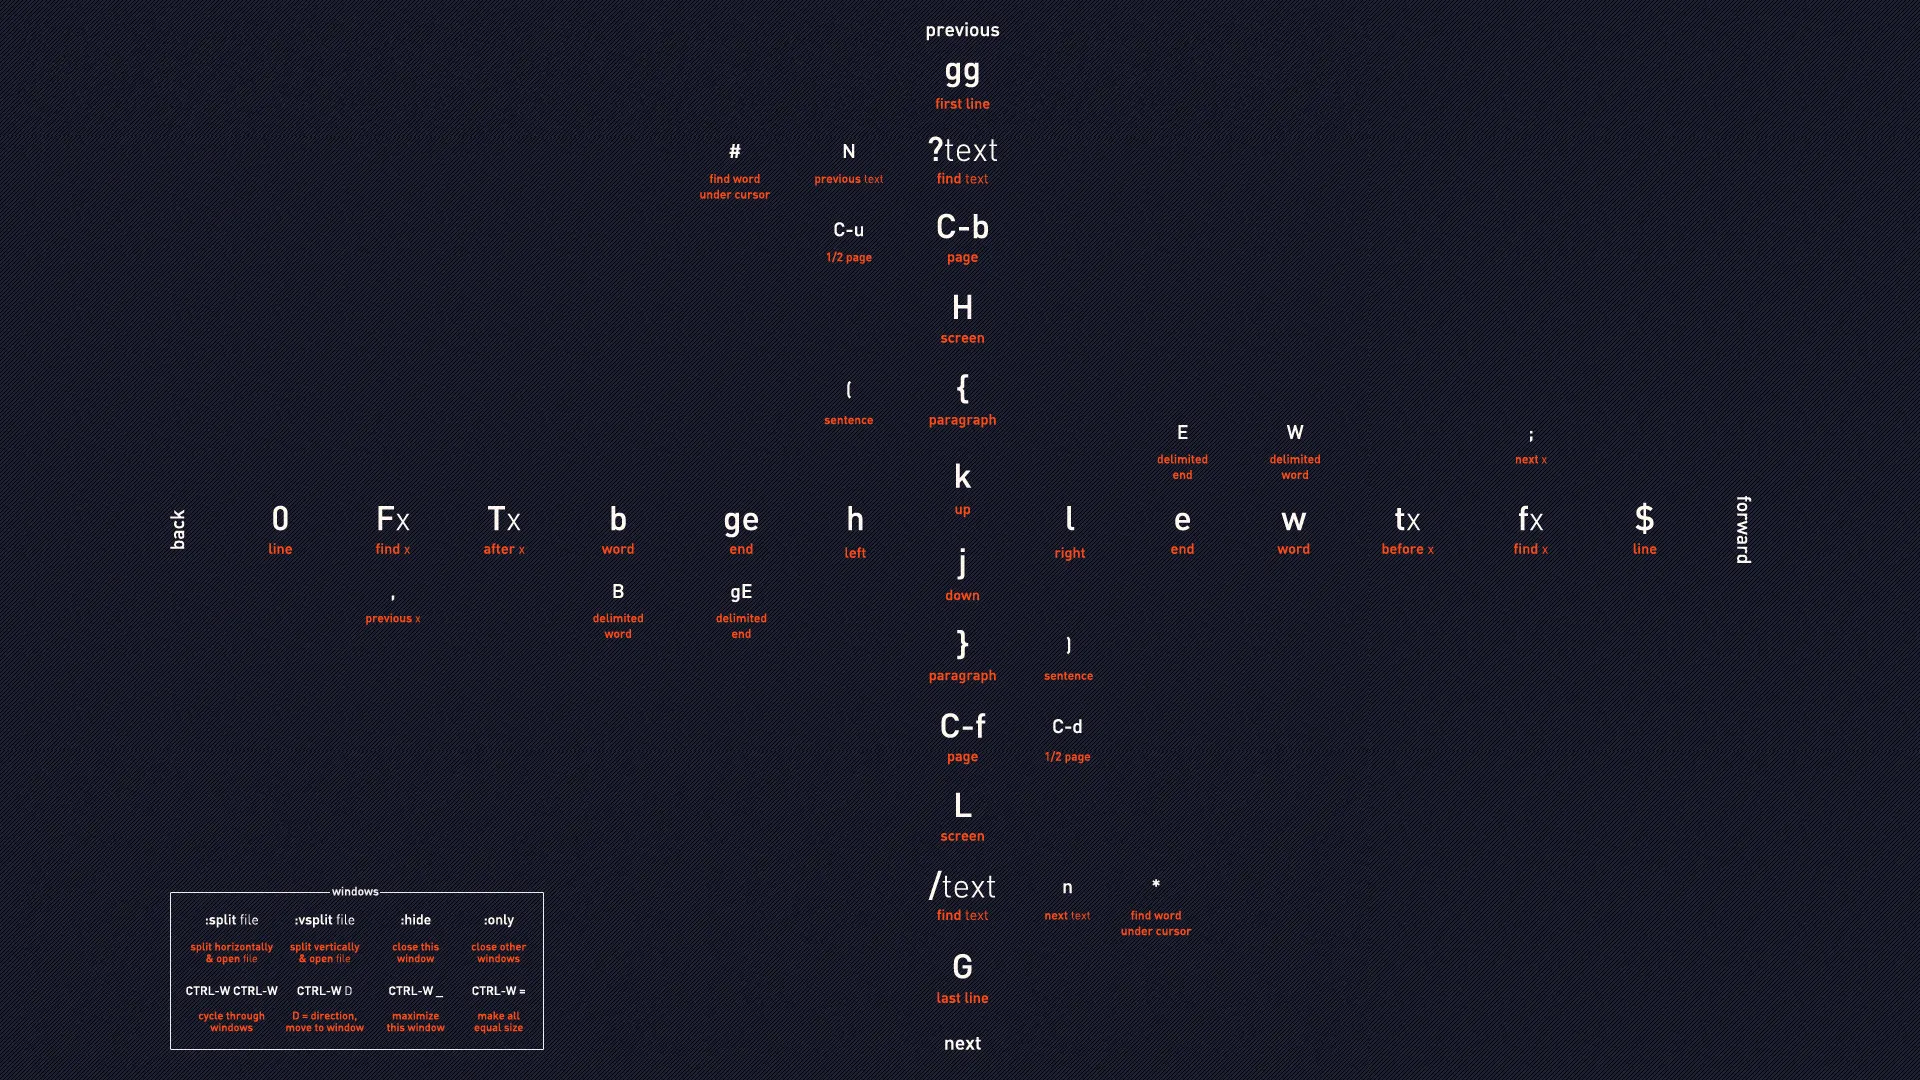 previous
gg
first line
# N ?text
find word previous text find text
under cursor
C-u C-b
1/2 page page
H
screen
( {
sentence paragraph
E W ;
delimited delimited next x
end word
k
up
back 0 Fx Tx b ge h l e w tx fx $ forward
line find x after x word end left right end word before x find x line
j
down
, B gE
previous x delimited delimited
word end
} )
paragraph sentence
C-f C-d
page 1/2 page
L
screen
/text n *
find text next text find word
under cursor
G
last line
next
windows
:split file :vsplit file :hide :only
split horizontally split vertically close this close other
& open file & open file window windows
CTRL-W CTRL-W CTRL-W D CTRL-W _ CTRL-W =
cycle through D = direction, maximize make all
windows move to window this window equal size